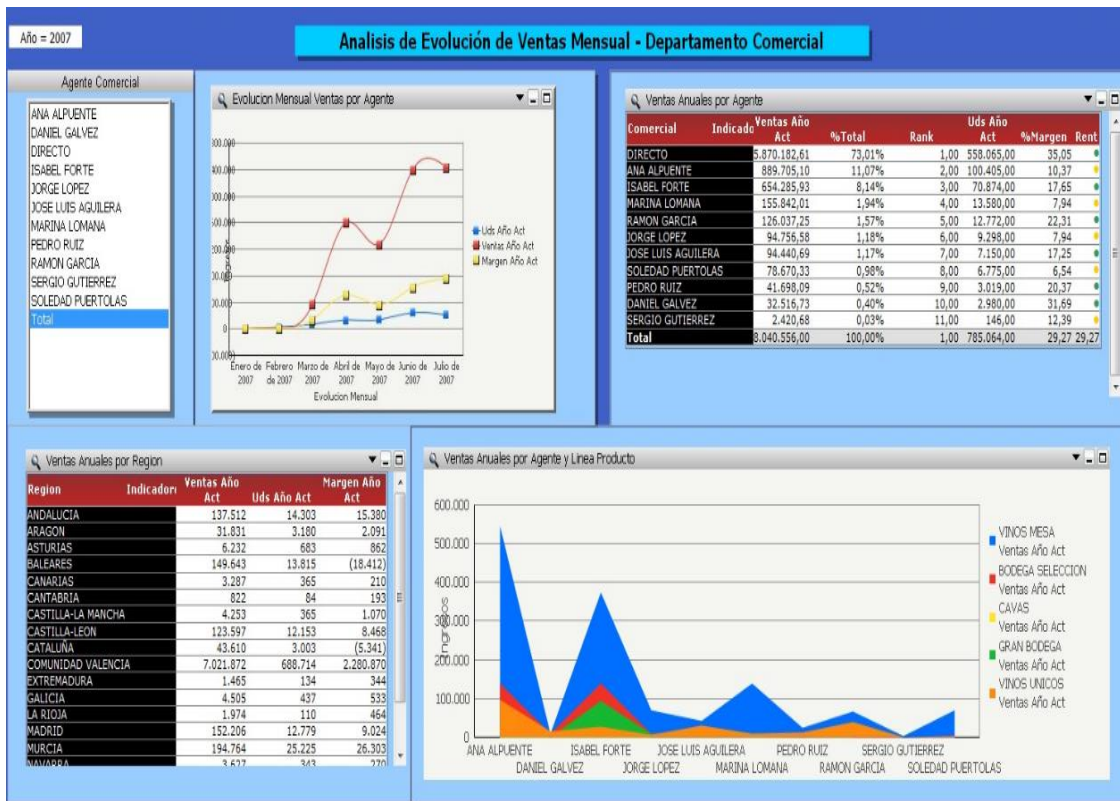 Año = 2007
Analisis de Evolución de Ventas Mensual - Departamento Comercial
Agente Comercial
ANA ALPUENTE
DANIEL GALVEZ
DIRECTO
ISABEL FORTE
JORGE LOPEZ
JOSE LUIS AGUILERA
MARINA LOMANA
PEDRO RUIZ
RAMON GARCIA
SERGIO GUTIERREZ
SOLEDAD PUERTOLAS
Total
Evolucion Mensual Ventas por Agente
Uds Año Act
Ventas Año Act
Margen Año Act
Enero de 2007 Febrero de 2007 Marzo de 2007 Abril de 2007 Mayo de 2007 Junio de 2007 Julio de 2007
Evolucion Mensual
Ventas Anuales por Agente
Comercial Indicado Ventas Año Act %Total Rank Uds Año Act %Margen Rent
DIRECTO 5.870.182,61 73,01% 1,00 558.065,00 35,05
ANA ALPUENTE 889.705,10 11,07% 2,00 100.405,00 10,37
ISABEL FORTE 654.285,93 8,14% 3,00 70.874,00 17,65
MARINA LOMANA 155.842,01 1,94% 4,00 13.580,00 7,94
RAMON GARCIA 126.037,25 1,57% 5,00 12.772,00 22,31
JORGE LOPEZ 94.756,58 1,18% 6,00 9.298,00 7,94
JOSE LUIS AGUILERA 94.440,69 1,17% 7,00 7.150,00 17,25
SOLEDAD PUERTOLAS 78.670,33 0,98% 8,00 6.775,00 6,54
PEDRO RUIZ 41.698,09 0,52% 9,00 3.019,00 20,37
DANIEL GALVEZ 32.516,73 0,40% 10,00 2.980,00 31,69
SERGIO GUTIERREZ 2.420,68 0,03% 11,00 146,00 12,39
Total 8.040.556,00 100,00% 1,00 785.064,00 29,27 29,27
Ventas Anuales por Region
Region Indicador Ventas Año Act Uds Año Act Margen Año Act
ANDALUCIA 137.512 14.303 15.380
ARAGON 31.831 3.180 2.091
ASTURIAS 6.232 683 862
BALEARES 149.643 13.815 (18.412)
CANARIAS 3.287 365 210
CANTABRIA 822 84 193
CASTILLA-LA MANCHA 4.253 365 1.070
CASTILLA-LEON 123.597 12.153 8.468
CATALUÑA 43.610 3.003 (5.341)
COMUNIDAD VALENCIA 7.021.872 688.714 2.280.870
EXTREMADURA 1.465 134 344
GALICIA 4.505 437 533
LA RIOJA 1.974 110 464
MADRID 152.206 12.779 9.024
MURCIA 194.764 25.225 26.303
NAVARRA 3.627 343 270
Ventas Anuales por Agente y Linea Producto
600.000
500.000
400.000
300.000
200.000
100.000
0
Ingresos
ANA ALPUENTE ISABEL FORTE JOSE LUIS AGUILERA PEDRO RUIZ SERGIO GUTIERREZ
DANIEL GALVEZ JORGE LOPEZ MARINA LOMANA RAMON GARCIA SOLEDAD PUERTOLAS
VINOS MESA
Ventas Año Act
BODEGA SELECCION
Ventas Año Act
CAVAS
Ventas Año Act
GRAN BODEGA
Ventas Año Act
VINOS UNICOS
Ventas Año Act